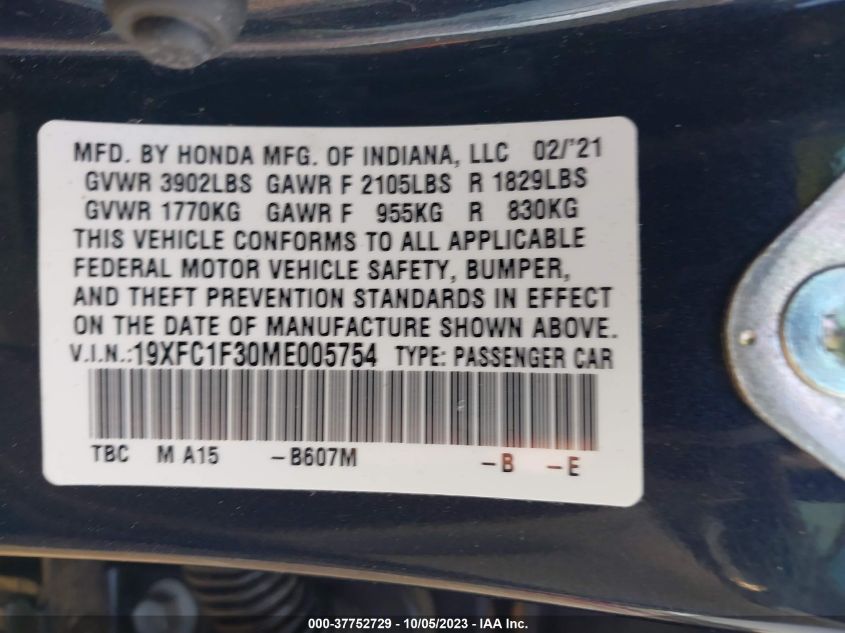 MFD. BY HONDA MFG. OF INDIANA, LLC 02/'21
GVWR 3902LBS GAWR F 2105LBS R 1829LBS
GVWR 1770KG GAWR F 955KG R 830KG
THIS VEHICLE CONFORMS TO ALL APPLICABLE
FEDERAL MOTOR VEHICLE SAFETY, BUMPER,
AND THEFT PREVENTION STANDARDS IN EFFECT
ON THE DATE OF MANUFACTURE SHOWN ABOVE.
V.I.N.:19XFC1F30ME005754 TYPE: PASSENGER CAR
TBC M A15 -B607M -B -E
000-37752729 - 10/05/2023 - IAA Inc.